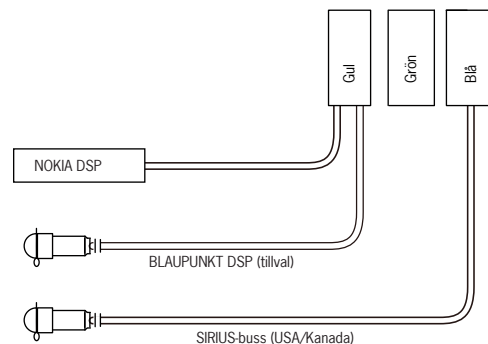 Gul
Grön
Blå
NOKIA DSP
BLAUPUNKT DSP (tillval)
SIRIUS-buss (USA/Kanada)